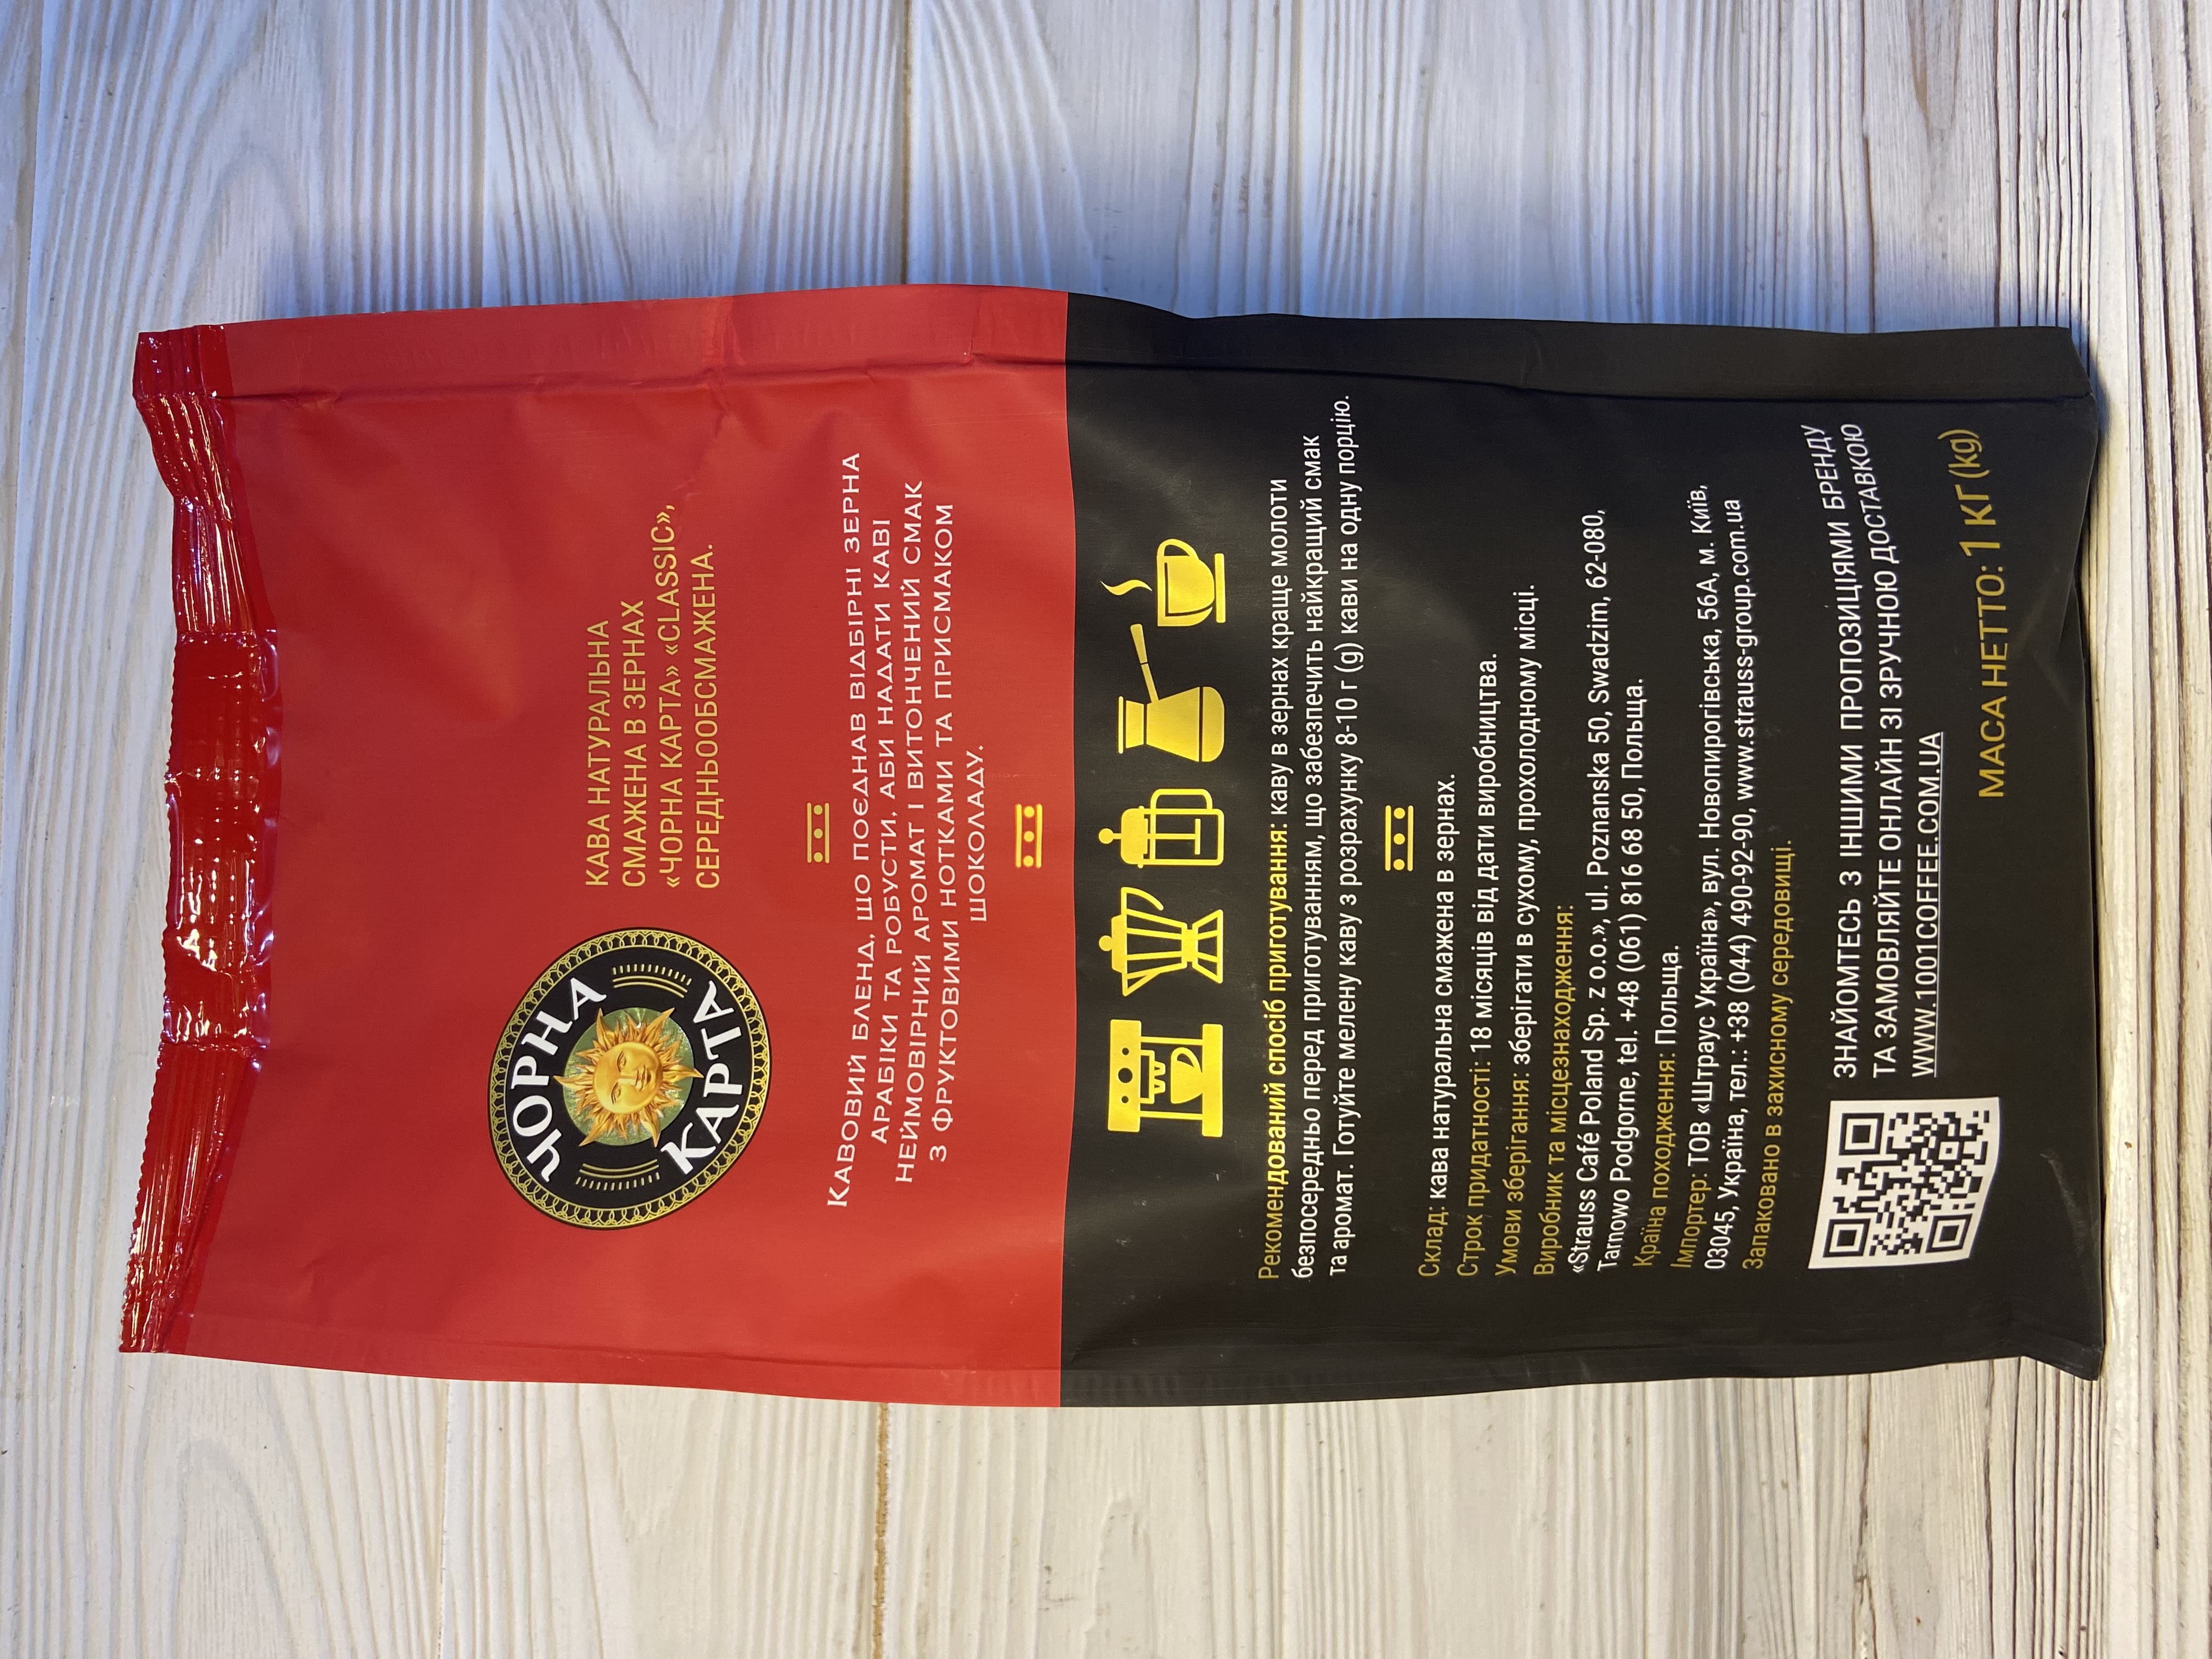 ЧОРНА
КАРТА
КАВА НАТУРАЛЬНА
СМАЖЕНА В ЗЕРНАХ
«ЧОРНА КАРТА» «CLASSIC»,
СЕРЕДНЬООБСМАЖЕНА.
КАВОВИЙ БЛЕНД, ЩО ПОЄДНАВ ВІДБІРНІ ЗЕРНА
АРАБІКИ ТА РОБУСТИ, АБИ НАДАТИ КАВІ
НЕЙМОВІРНИЙ АРОМАТ І ВИТОНЧЕНИЙ СМАК
З ФРУКТОВИМИ НОТКАМИ ТА ПРИСМАКОМ
ШОКОЛАДУ.
Рекомендований спосіб приготування: каву в зернах краще молоти
безпосередньо перед приготуванням, що забезпечить найкращий смак
та аромат. Готуйте мелену каву з розрахунку 8-10 г (g) кави на одну порцію.
Склад: кава натуральна смажена в зернах.
Строк придатності: 18 місяців від дати виробництва.
Умови зберігання: зберігати в сухому, прохолодному місці.
Виробник та місцезнаходження:
«Strauss Café Poland Sp. z o.o.», ul. Poznanska 50, Swadzim, 62-080,
Tarnowo Podgorne, tel. +48 (061) 816 68 50, Польща.
Країна походження: Польща.
Імпортер: ТОВ «Штраус Україна», вул. Новопирогівська, 56А, м. Київ,
03045, Україна, тел.: +38 (044) 490-92-90, www.strauss-group.com.ua
Запаковано в захисному середовищі.
ЗНАЙОМТЕСЬ З ІНШИМИ ПРОПОЗИЦІЯМИ БРЕНДУ
ТА ЗАМОВЛЯЙТЕ ОНЛАЙН ЗІ ЗРУЧНОЮ ДОСТАВКОЮ
WWW.1001COFFEE.COM.UA
МАСА НЕТТО: 1 КГ (kg)